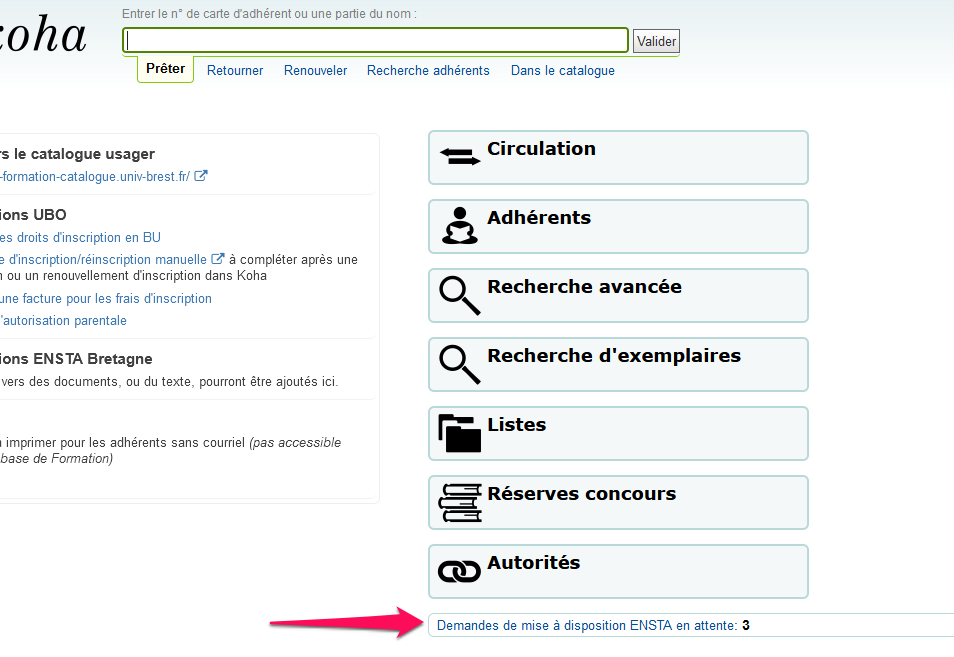 Entrer le n° de carte d'adhérent ou une partie du nom :
koha
Valider
Prêter Retourner Renouveler Recherche adhérents Dans le catalogue
rs le catalogue usager
-formation-catalogue.univ-brest.fr/
ions UBO
es droits d'inscription en BU
e d'inscription/réinscription manuelle à compléter après une
n ou un renouvellement d'inscription dans Koha
une facture pour les frais d'inscription
'autorisation parentale
ions ENSTA Bretagne
vers des documents, ou du texte, pourront être ajoutés ici.
à imprimer pour les adhérents sans courriel (pas accessible
base de Formation)
Circulation
Adhérents
Recherche avancée
Recherche d'exemplaires
Listes
Réserves concours
Autorités
Demandes de mise à disposition ENSTA en attente: 3